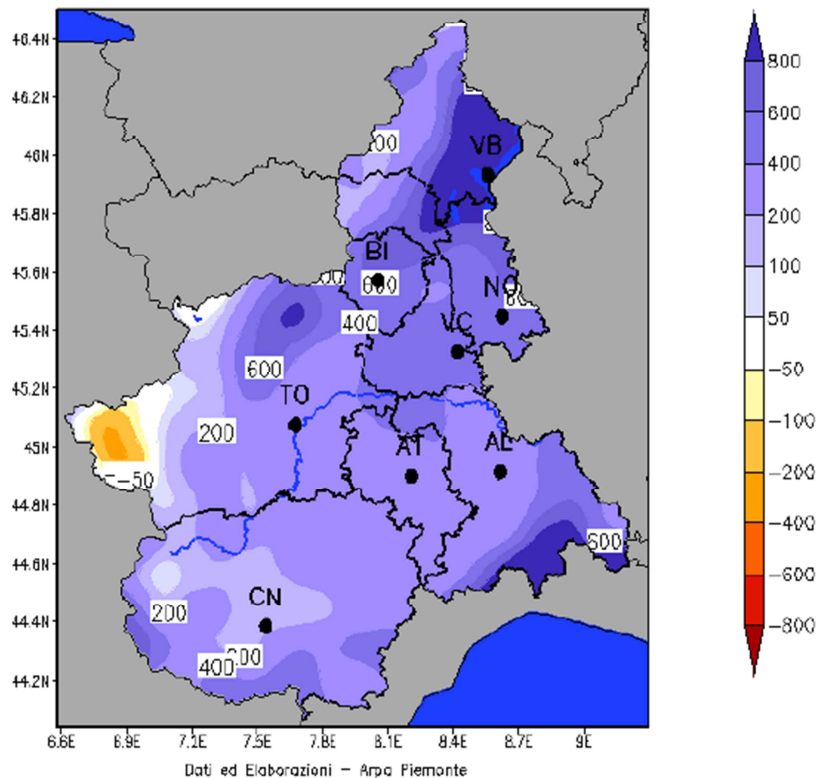 46.4N
46.2N
46N
45.8N
45.6N
45.4N
45.2N
45N
44.8N
44.6N
44.4N
44.2N
VB
BI
600
NO
400
VC
600
TO
200
AT
AL
-50
600
CN
200
400
6.6E 6.9E 7.2E 7.5E 7.8E 8.1E 8.4E 8.7E 9E
800
600
400
200
100
50
-50
-100
-200
-400
-600
-800
Dati ed Elaborazioni - Arpa Piemonte